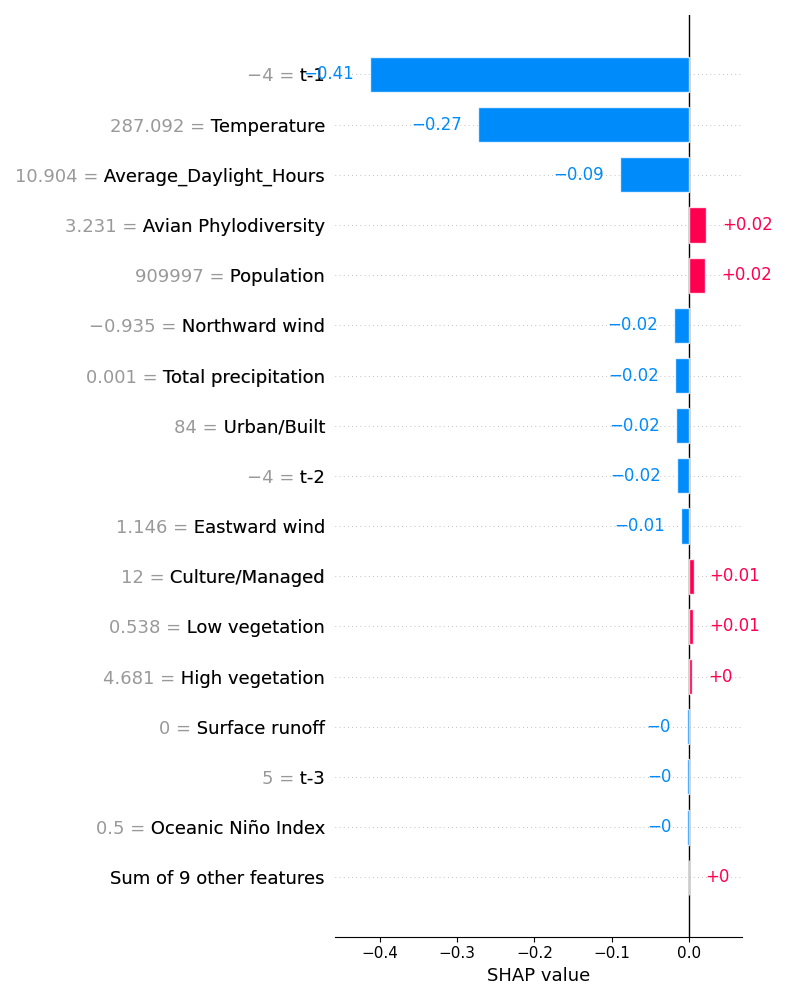 −4 = t-1 −0.41
287.092 = Temperature −0.27
10.904 = Average_Daylight_Hours −0.09
3.231 = Avian Phylodiversity +0.02
909997 = Population +0.02
−0.935 = Northward wind −0.02
0.001 = Total precipitation −0.02
84 = Urban/Built −0.02
−4 = t-2 −0.02
1.146 = Eastward wind −0.01
12 = Culture/Managed +0.01
0.538 = Low vegetation +0.01
4.681 = High vegetation +0
0 = Surface runoff −0
5 = t-3 −0
0.5 = Oceanic Niño Index −0
Sum of 9 other features +0
−0.4 −0.3 −0.2 −0.1 0.0
SHAP value